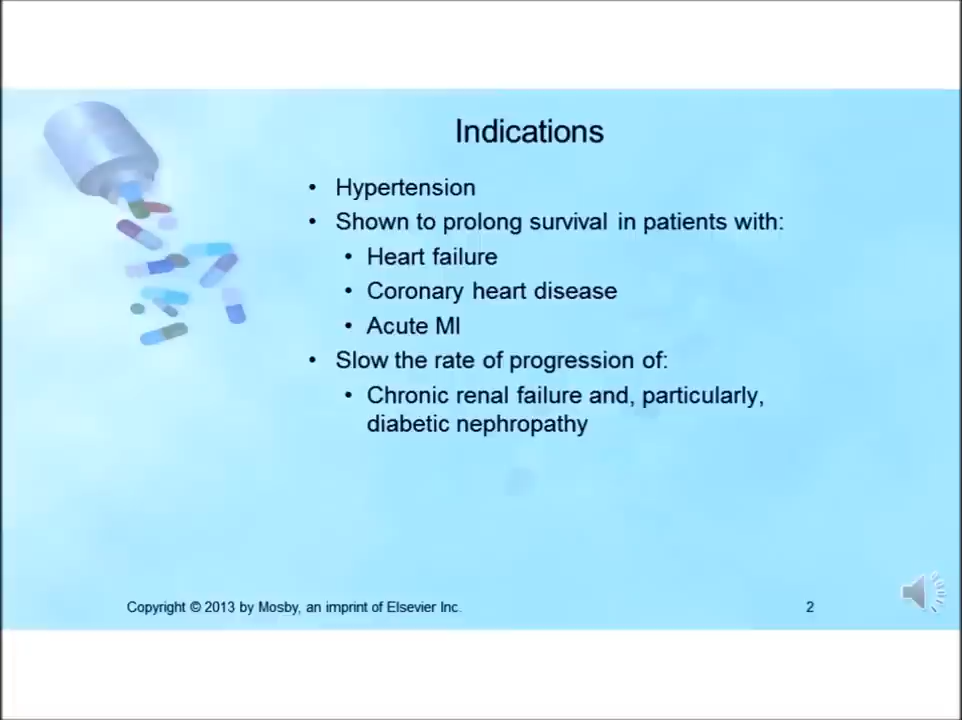 Indications
• Hypertension
• Shown to prolong survival in patients with:
• Heart failure
• Coronary heart disease
• Acute MI
• Slow the rate of progression of:
• Chronic renal failure and, particularly,
diabetic nephropathy
Copyright © 2013 by Mosby, an imprint of Elsevier Inc.
2